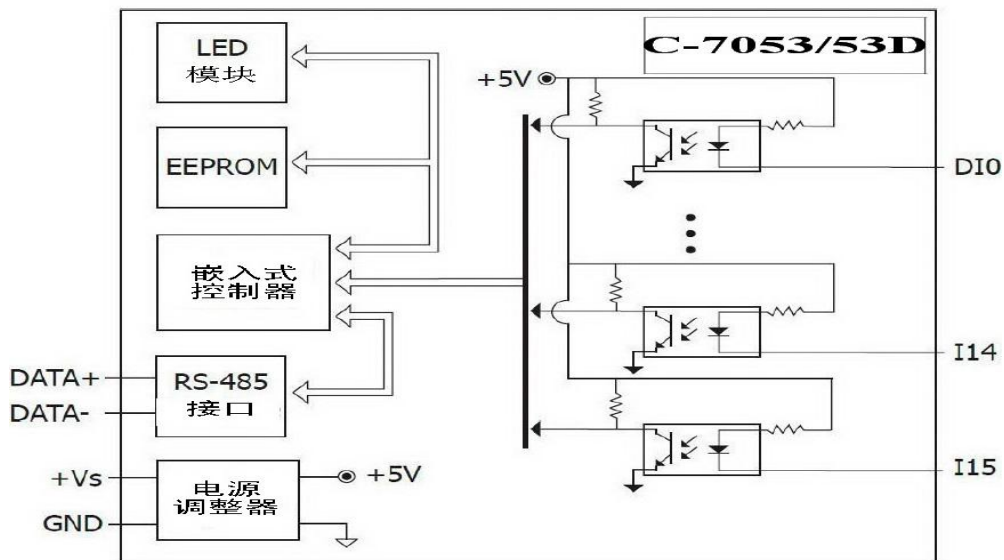 C-7053/53D
LED
模块
+5V
EEPROM
DI0
嵌入式
控制器
I14
DATA+
DATA-
RS-485
接口
I15
+Vs
GND
电源
调整器
+5V